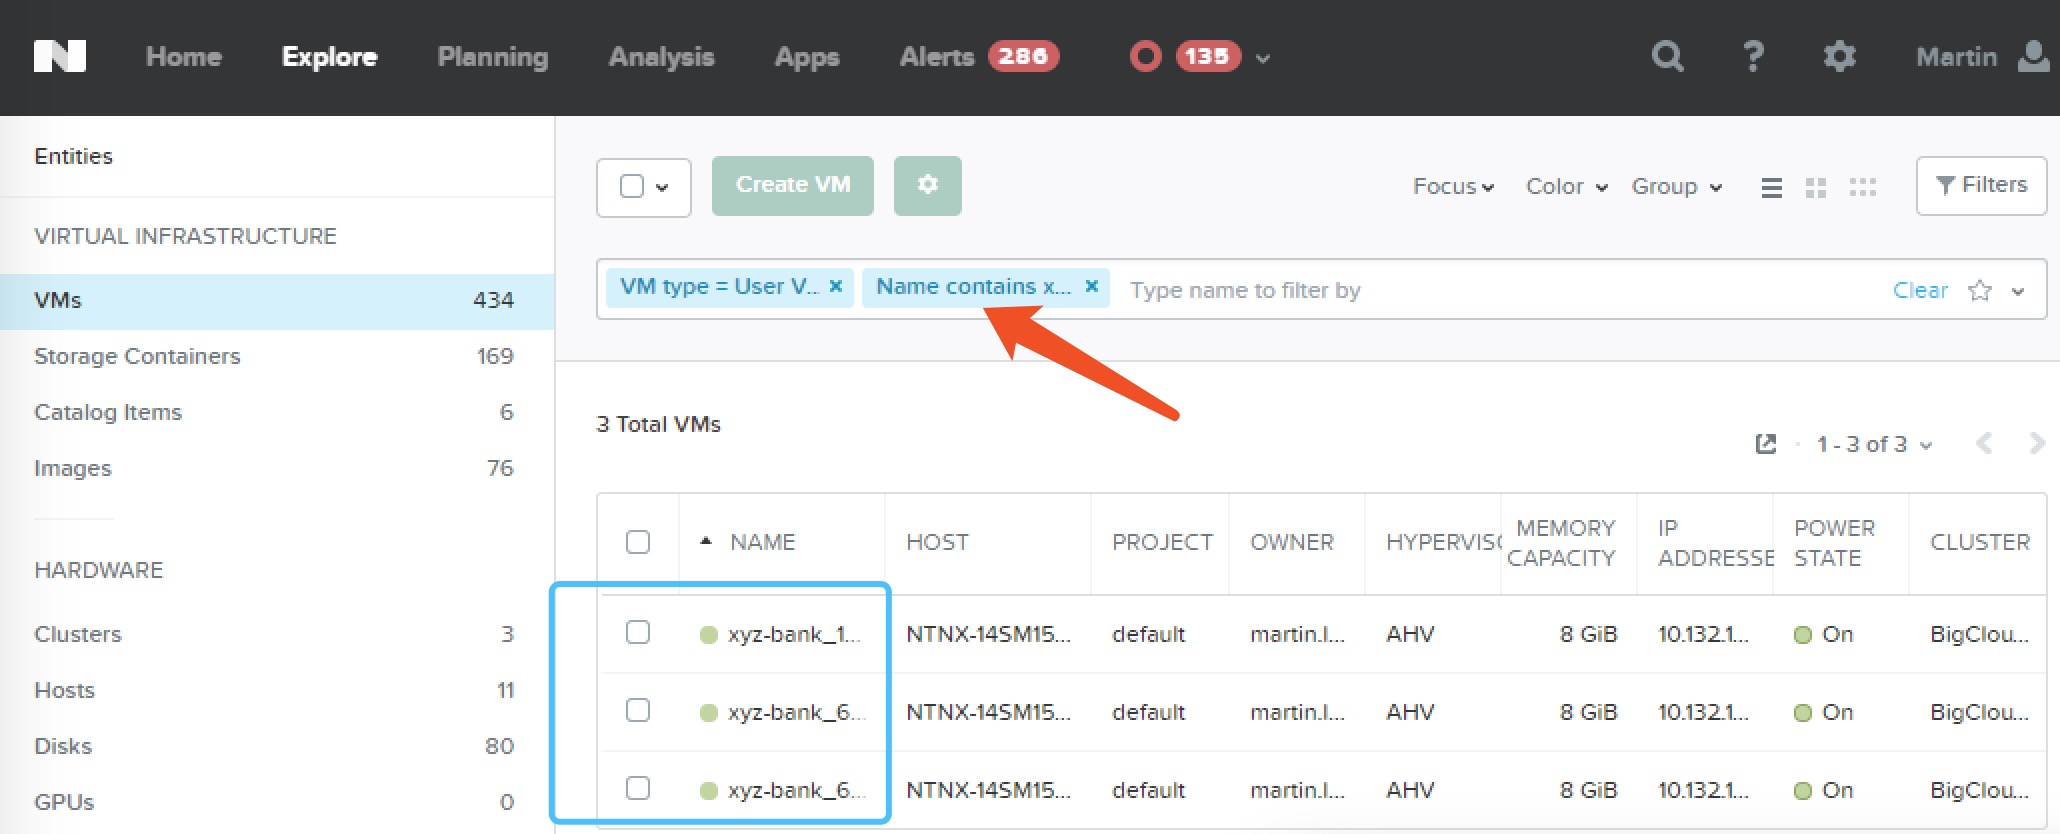 Home Explore Planning Analysis Apps Alerts 286 135 Martin
Entities
VIRTUAL INFRASTRUCTURE
VMs 434
Storage Containers 169
Catalog Items 6
Images 76
HARDWARE
Clusters 3
Hosts 11
Disks 80
GPUs 0
Create VM Focus Color Group Filters
VM type = User V... × Name contains x... × Type name to filter by Clear
3 Total VMs
1 - 3 of 3
NAME HOST PROJECT OWNER HYPERVISO MEMORY CAPACITY IP ADDRESSE POWER STATE CLUSTER
xyz-bank_1... NTNX-14SM15... default martin.l... AHV 8 GiB 10.132.1... On BigClou...
xyz-bank_6... NTNX-14SM15... default martin.l... AHV 8 GiB 10.132.1... On BigClou...
xyz-bank_6... NTNX-14SM15... default martin.l... AHV 8 GiB 10.132.1... On BigClou...